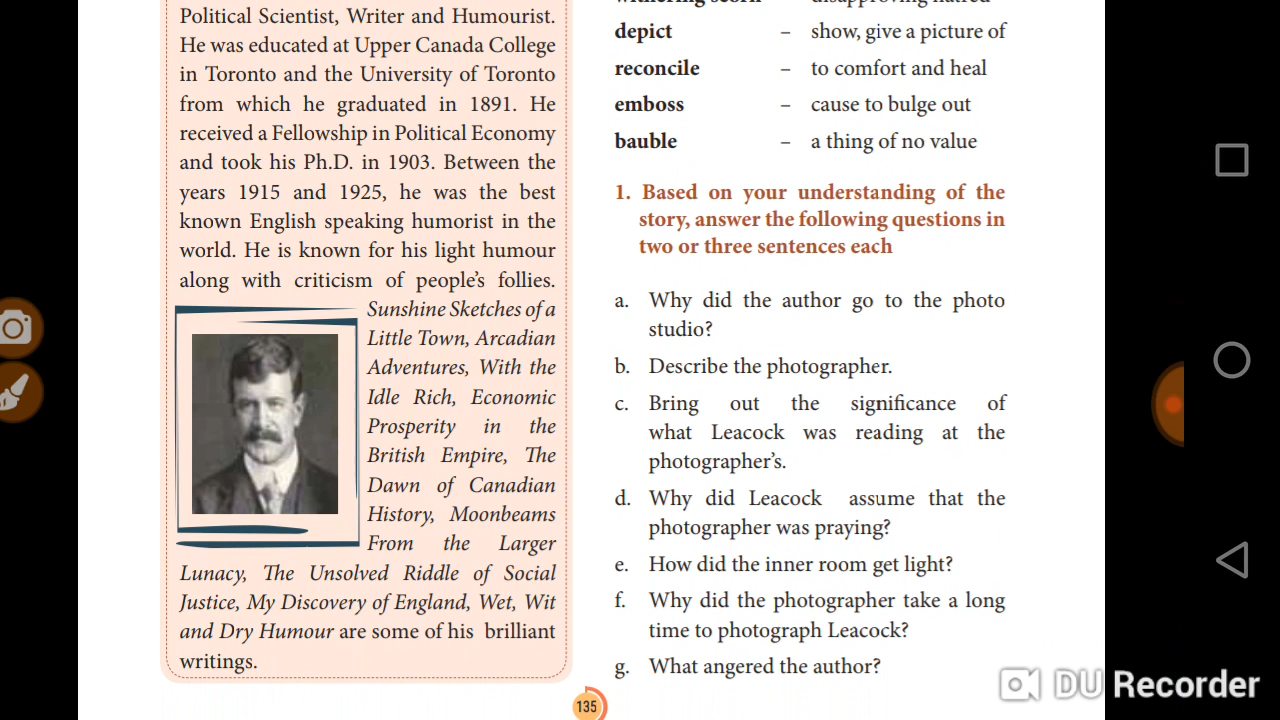 Political Scientist, Writer and Humourist.
He was educated at Upper Canada College
in Toronto and the University of Toronto
from which he graduated in 1891. He
received a Fellowship in Political Economy
and took his Ph.D. in 1903. Between the
years 1915 and 1925, he was the best
known English speaking humorist in the
world. He is known for his light humour
along with criticism of people’s follies.
Sunshine Sketches of a
Little Town, Arcadian
Adventures, With the
Idle Rich, Economic
Prosperity in the
British Empire, The
Dawn of Canadian
History, Moonbeams
From the Larger
Lunacy, The Unsolved Riddle of Social
Justice, My Discovery of England, Wet, Wit
and Dry Humour are some of his brilliant
writings.
depict – show, give a picture of
reconcile – to comfort and heal
emboss – cause to bulge out
bauble – a thing of no value
1. Based on your understanding of the
story, answer the following questions in
two or three sentences each
a. Why did the author go to the photo
studio?
b. Describe the photographer.
c. Bring out the significance of
what Leacock was reading at the
photographer’s.
d. Why did Leacock assume that the
photographer was praying?
e. How did the inner room get light?
f. Why did the photographer take a long
time to photograph Leacock?
g. What angered the author?
135
DU Recorder